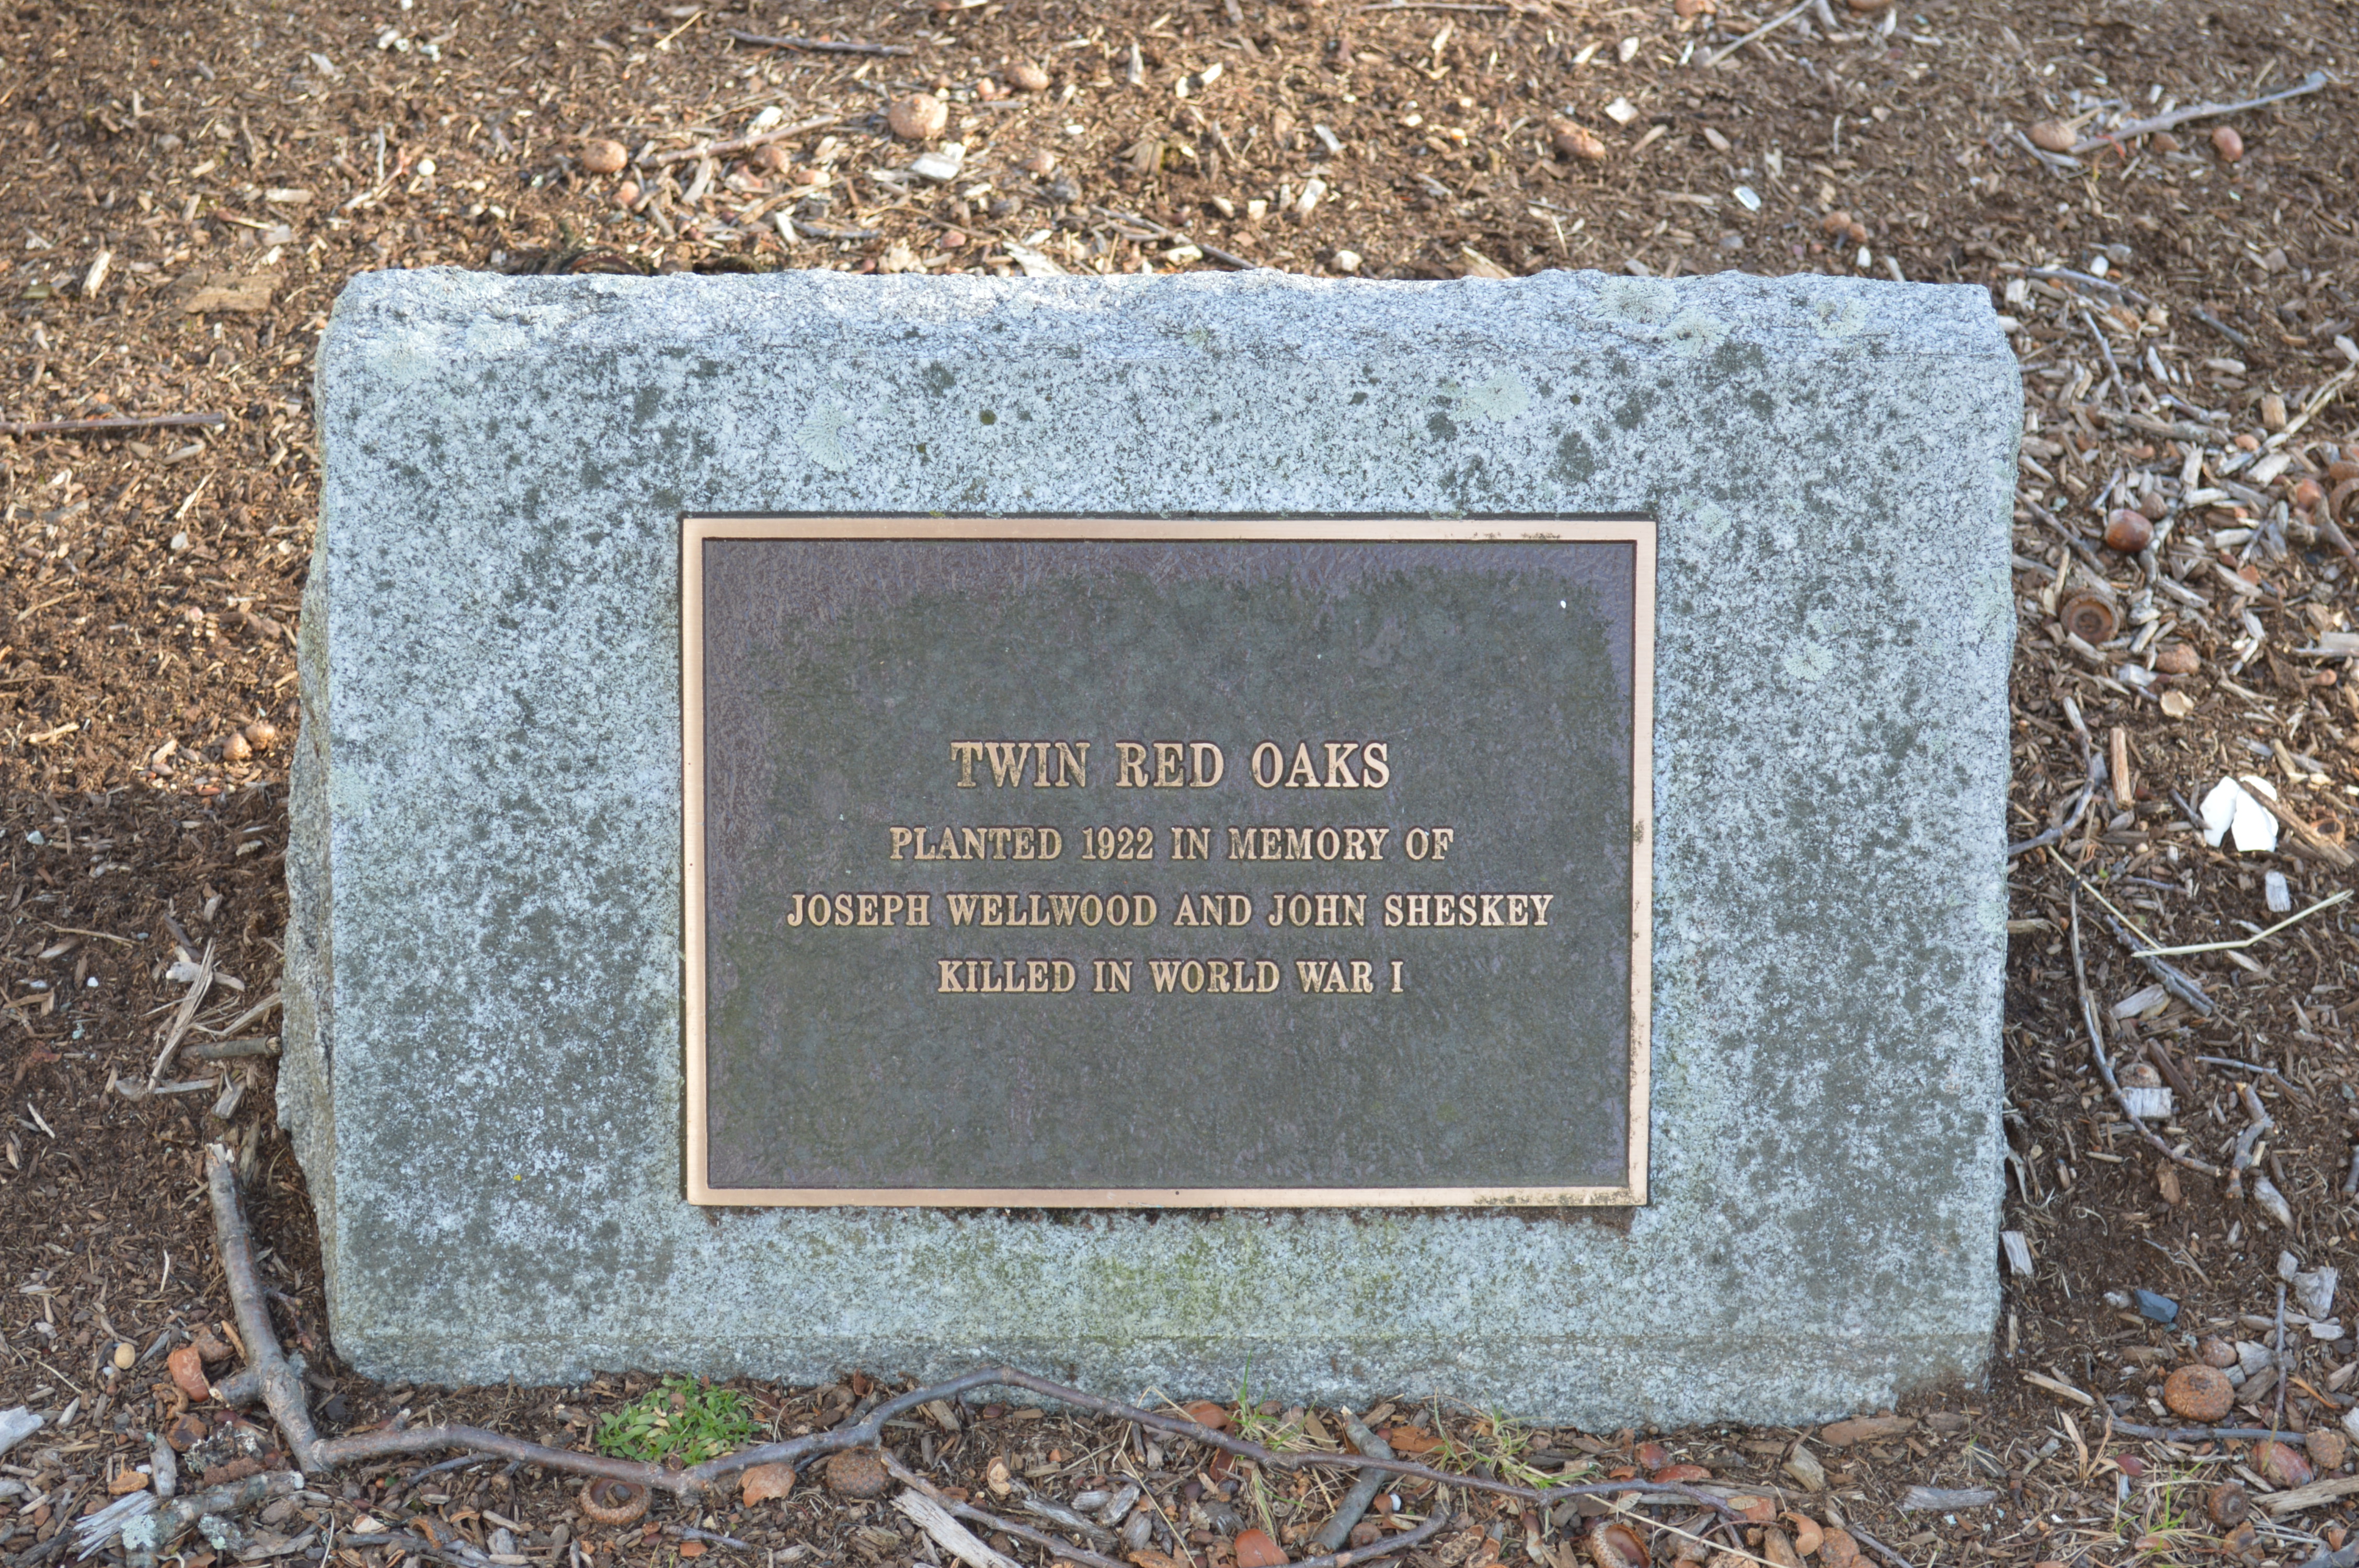 TWIN RED OAKS
PLANTED 1922 IN MEMORY OF
JOSEPH WELLWOOD AND JOHN SHESKEY
KILLED IN WORLD WAR I